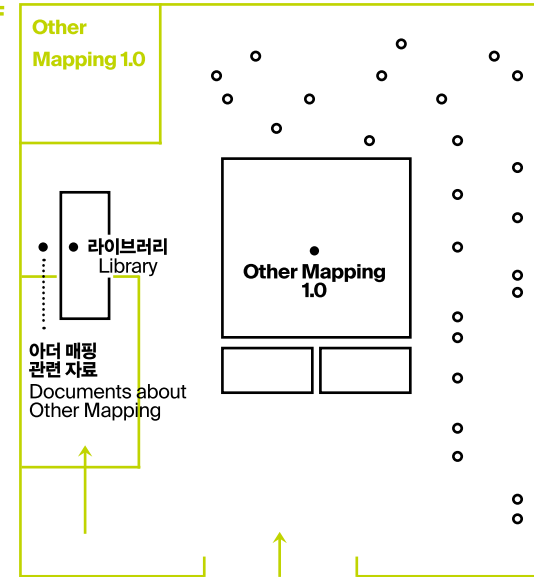 Other
Mapping 1.0
라이브러리
Library
Other Mapping
1.0
아더 매핑
관련 자료
Documents about
Other Mapping